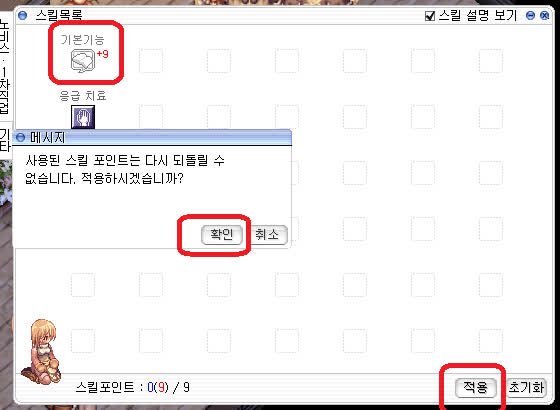 스킬목록
스킬 설명 보기
노비스·1차직업
기타
기본기능
+9
응급 치료
메시지
사용된 스킬 포인트는 다시 되돌릴 수
없습니다, 적용하시겠습니까?
확인
취소
스킬포인트 : 0(9) / 9
적용
초기화